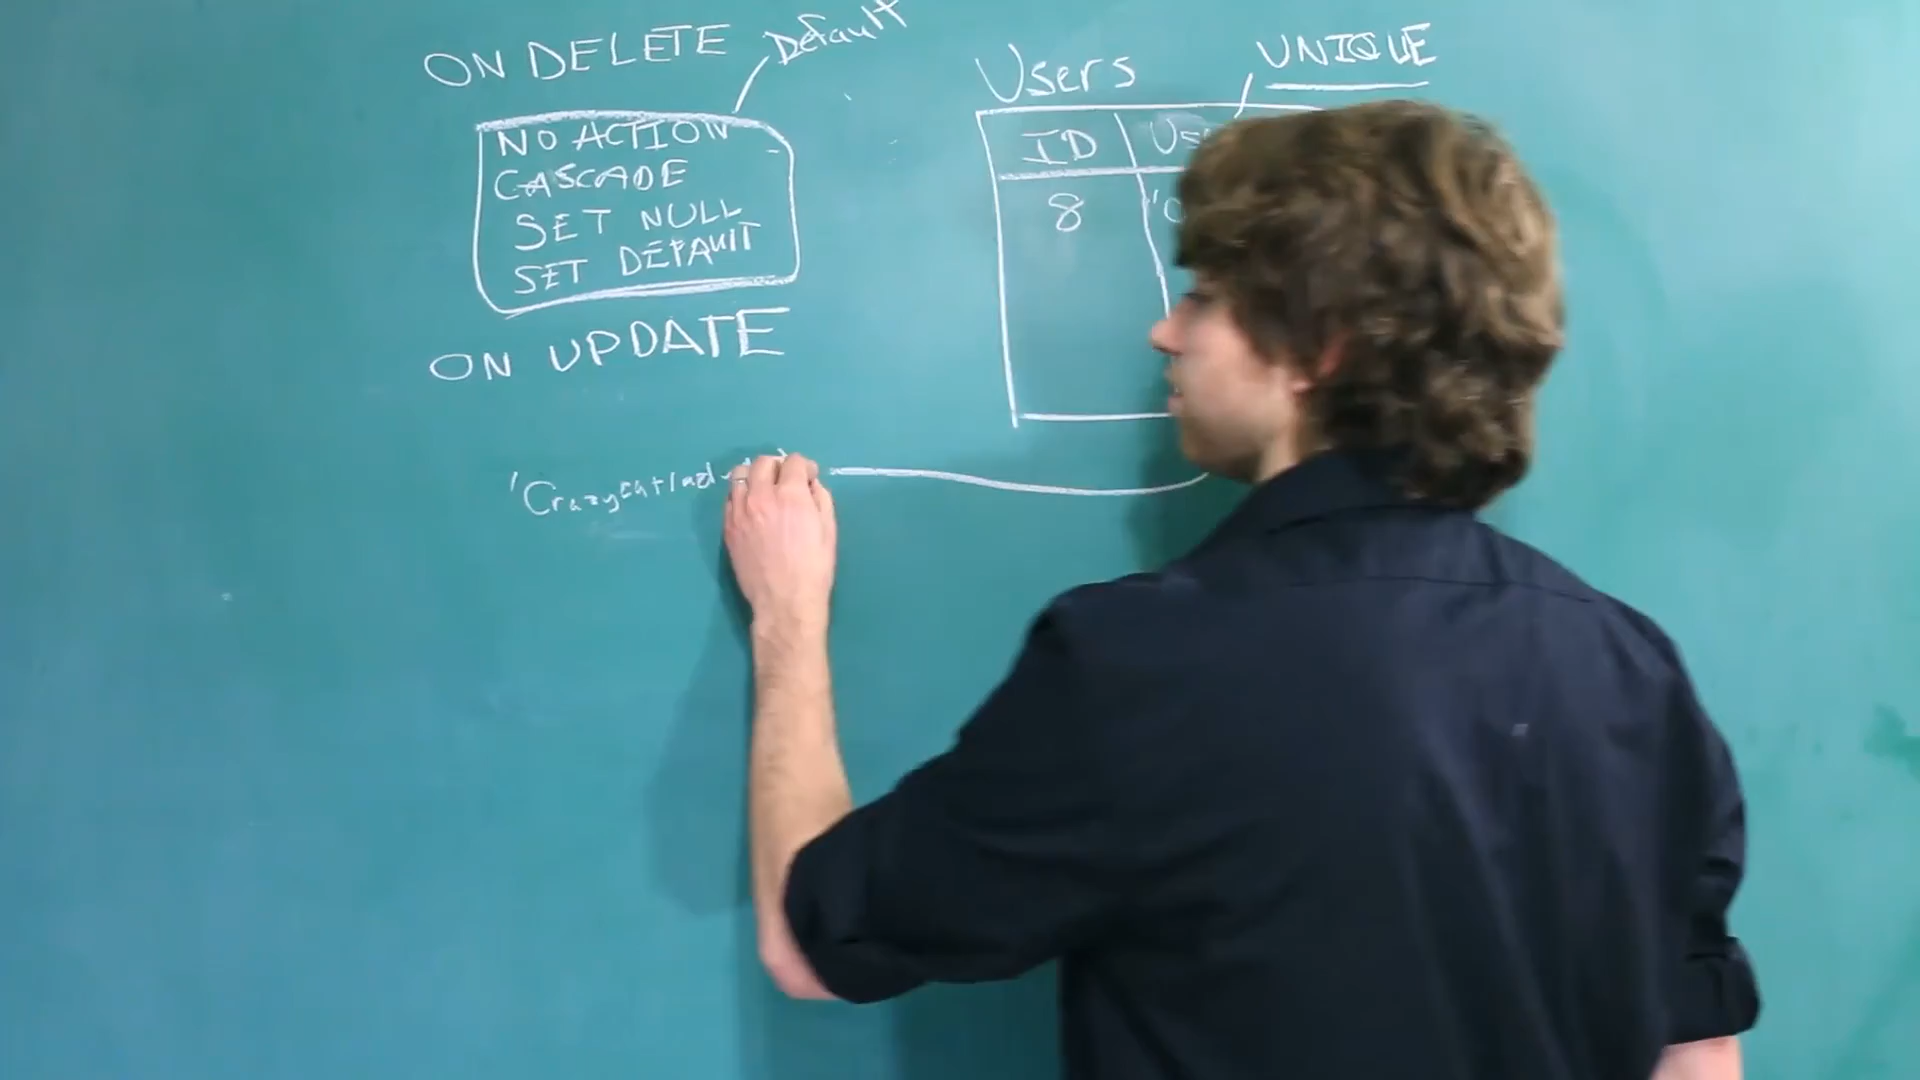 ON DELETE
Default
NO ACTION
CASCADE
SET NULL
SET DEFAULT
ON UPDATE
Users
UNIQUE
ID
8